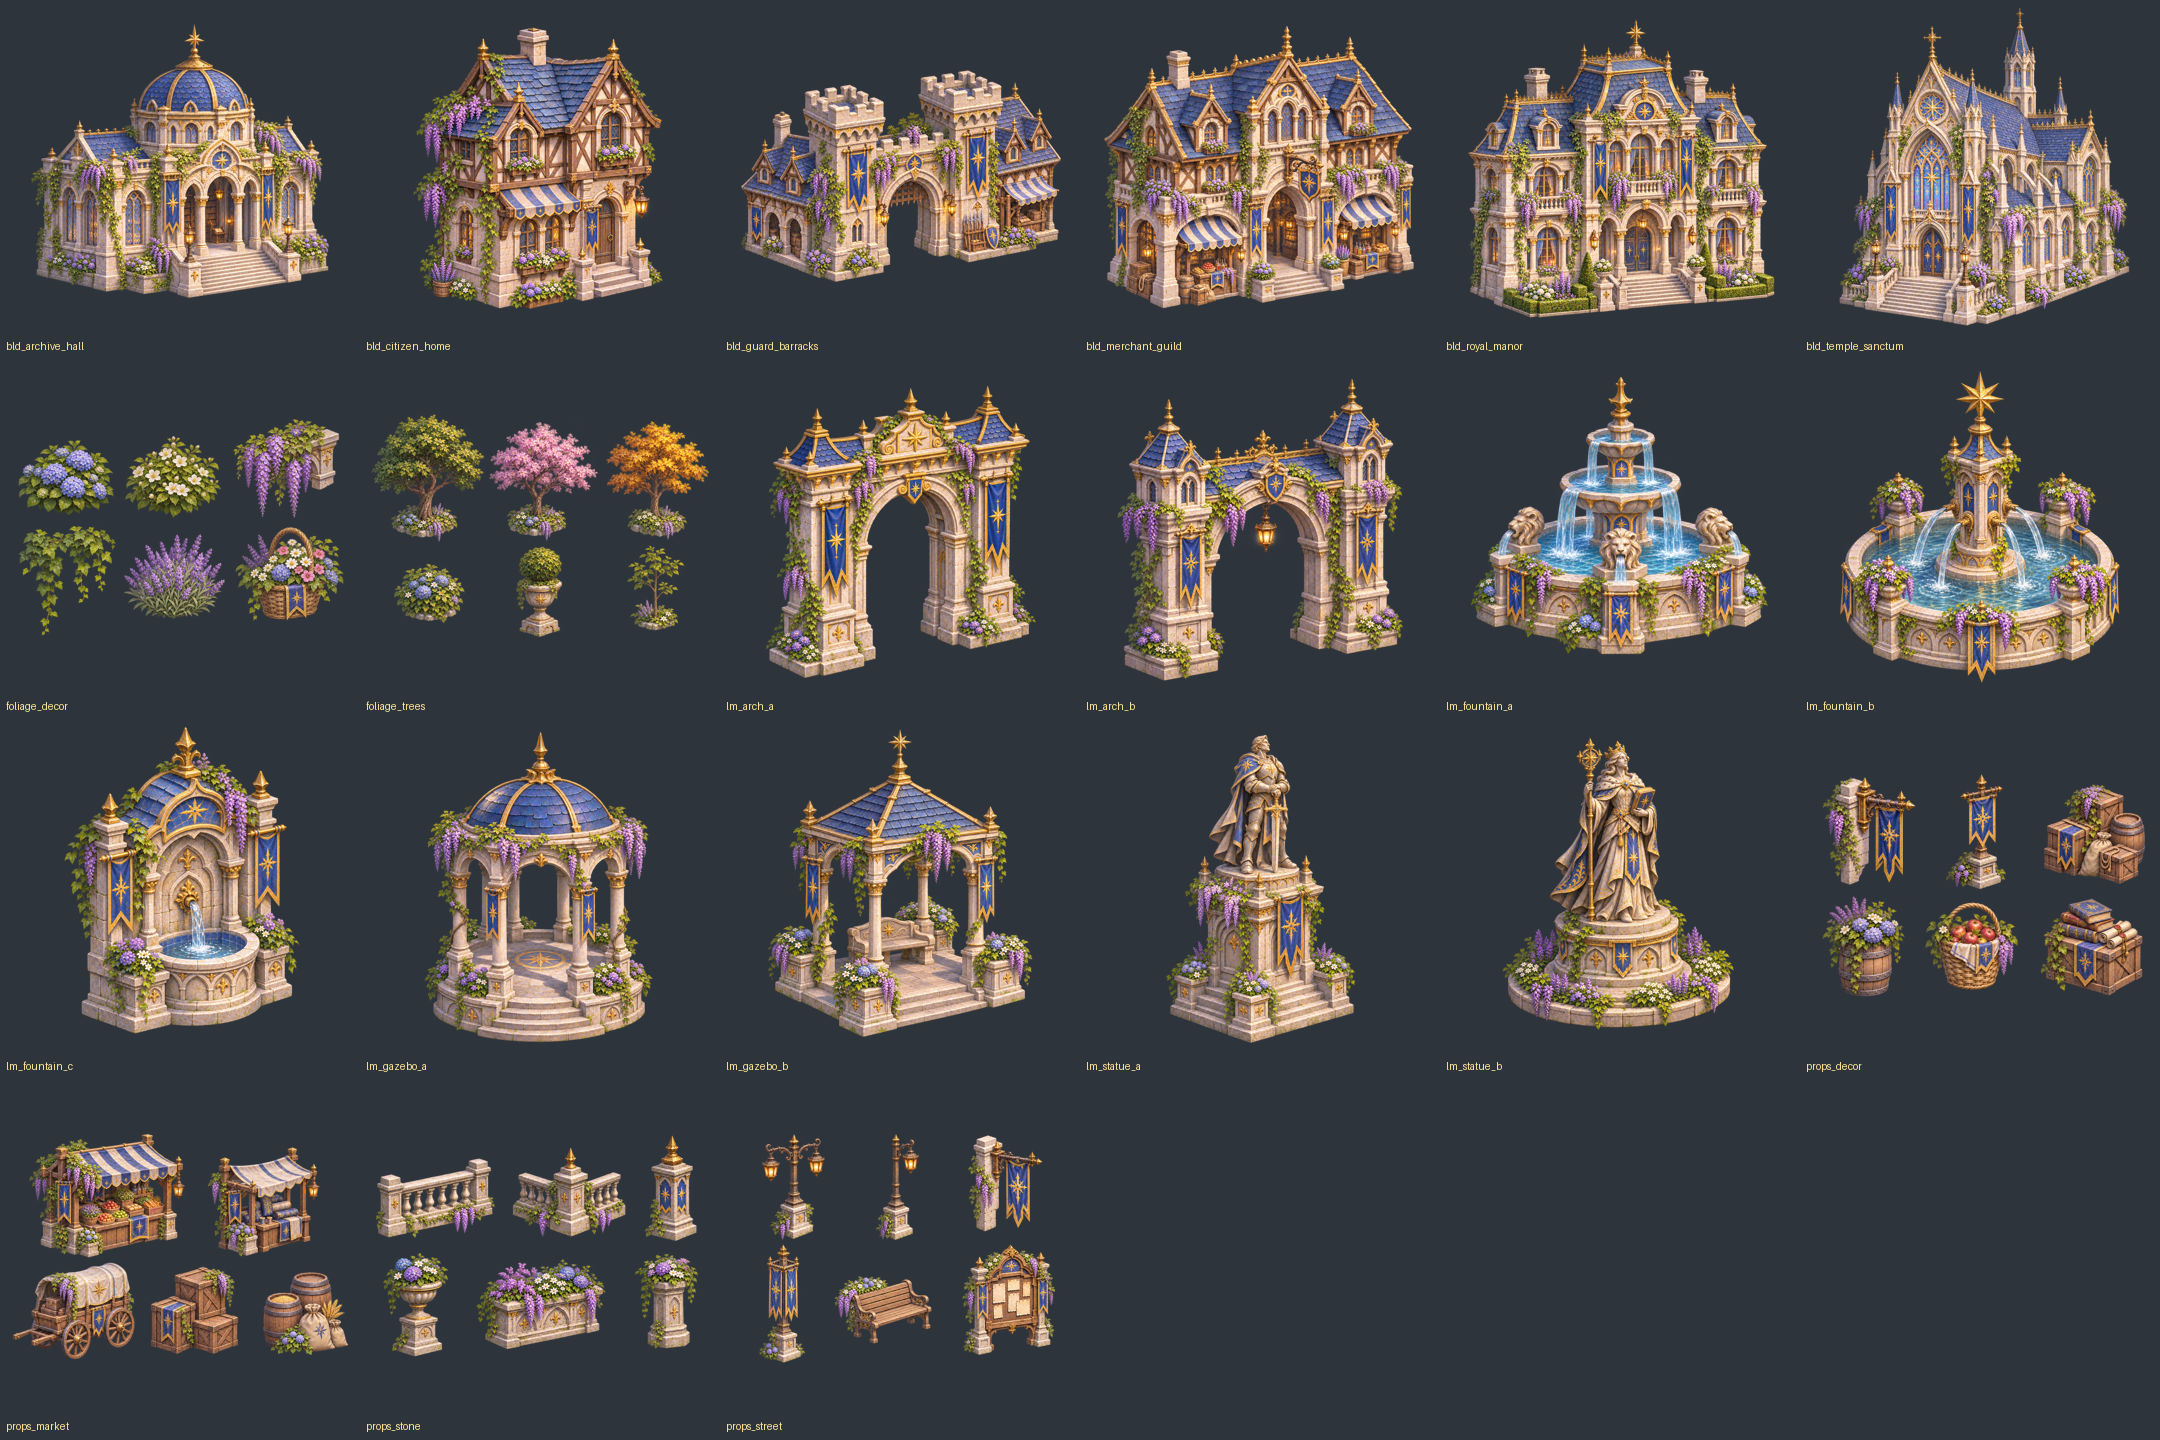 bld_archive_hall
bld_citizen_home
bld_guard_barracks
bld_merchant_guild
bld_royal_manor
bld_temple_sanctum
foliage_decor
foliage_trees
lm_arch_a
lm_arch_b
lm_fountain_a
lm_fountain_b
lm_fountain_c
lm_gazebo_a
lm_gazebo_b
lm_statue_a
lm_statue_b
props_decor
props_market
props_stone
props_street